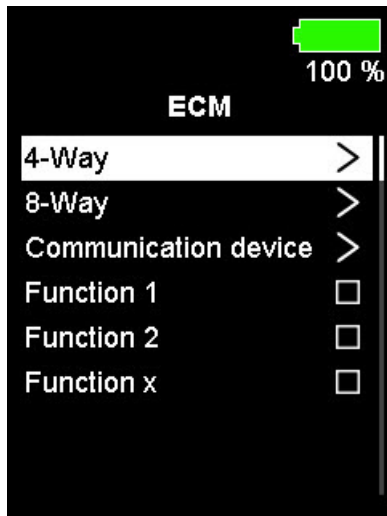 100 %
ECM
4-Way
8-Way
Communication device
Function 1
Function 2
Function x